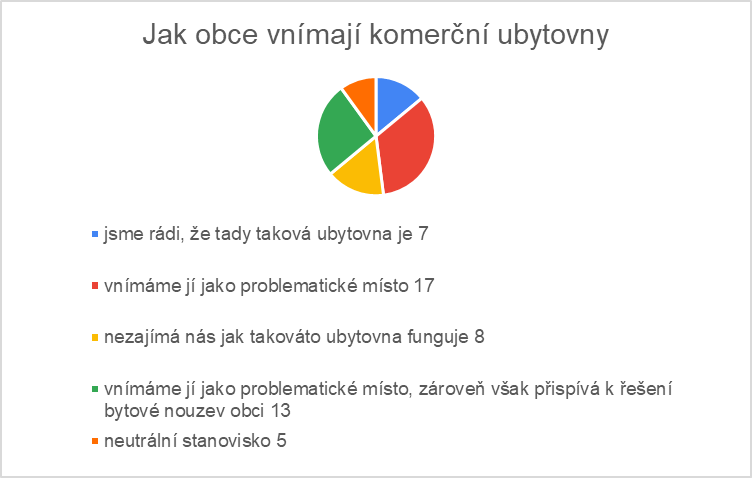 Jak obce vnímají komerční ubytovny
jsme rádi, že tady taková ubytovna je 7
vnímáme jí jako problematické místo 17
nezajímá nás jak takováto ubytovna funguje 8
vnímáme jí jako problematické místo, zároveň však přispívá k řešení
bytové nouzev obci 13
neutrální stanovisko 5